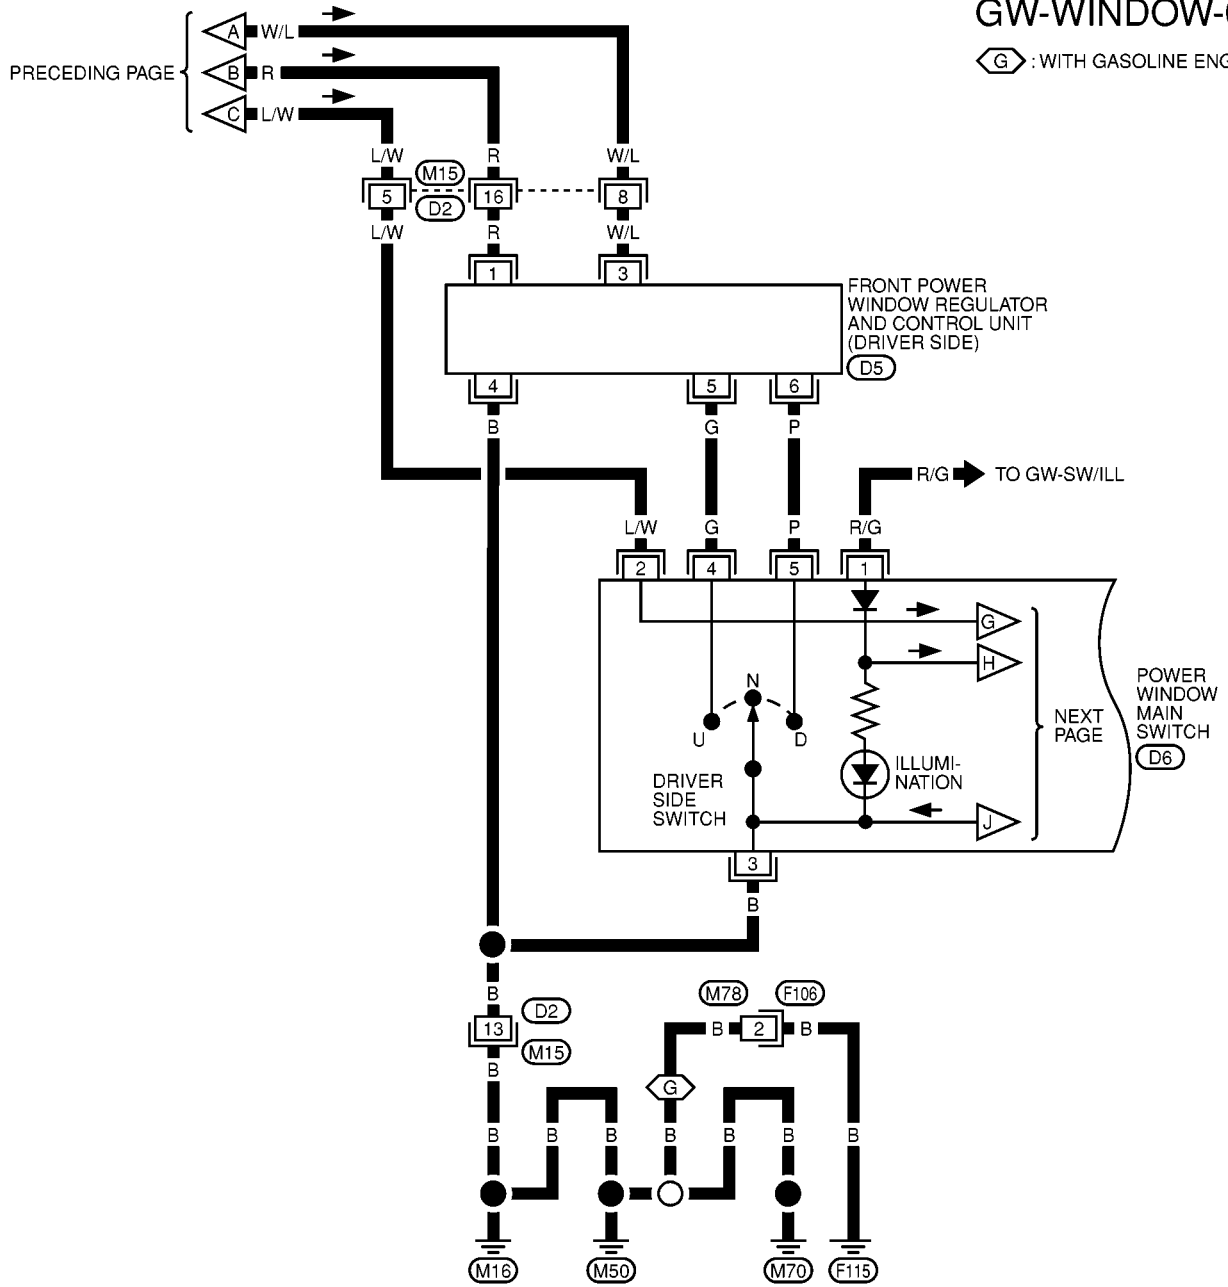 GW-WINDOW-
G : WITH GASOLINE ENG
PRECEDING PAGE
A W/L
B R
C L/W
L/W R W/L
M15
5 16 8
D2
L/W R W/L
1 3
FRONT POWER
WINDOW REGULATOR
AND CONTROL UNIT
(DRIVER SIDE)
D5
4 5 6
B G P
R/G TO GW-SW/ILL
L/W G P R/G
2 4 5 1
G
H
N
U D
NEXT
PAGE
POWER
WINDOW
MAIN
SWITCH
D6
ILLUMI-
NATION
DRIVER
SIDE
SWITCH
J
3
B
B
M78 F106
D2
13
B 2 B
M15
B
G
B B B B B B B
M16 M50 M70 F115